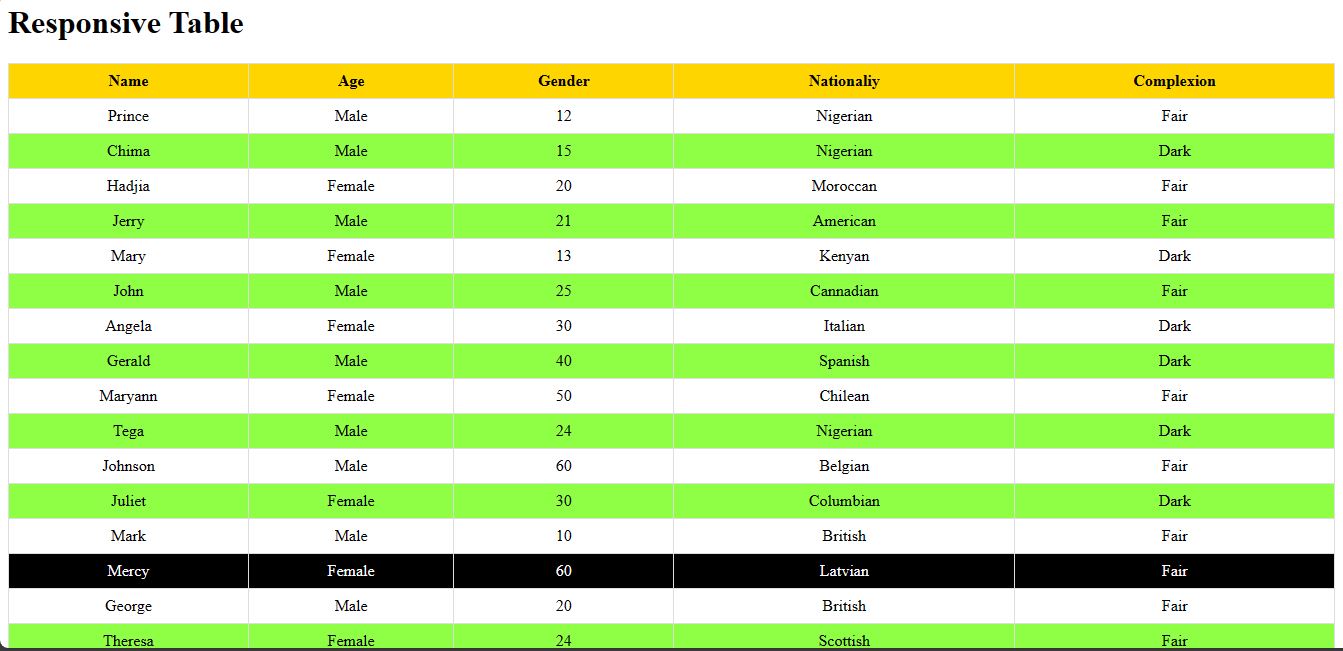 Responsive Table
Name Age Gender Nationaliy Complexion
Prince Male 12 Nigerian Fair
Chima Male 15 Nigerian Dark
Hadjia Female 20 Moroccan Fair
Jerry Male 21 American Fair
Mary Female 13 Kenyan Dark
John Male 25 Cannadian Fair
Angela Female 30 Italian Dark
Gerald Male 40 Spanish Dark
Maryann Female 50 Chilean Fair
Tega Male 24 Nigerian Dark
Johnson Male 60 Belgian Fair
Juliet Female 30 Columbian Dark
Mark Male 10 British Fair
Mercy Female 60 Latvian Fair
George Male 20 British Fair
Theresa Female 24 Scottish Fair